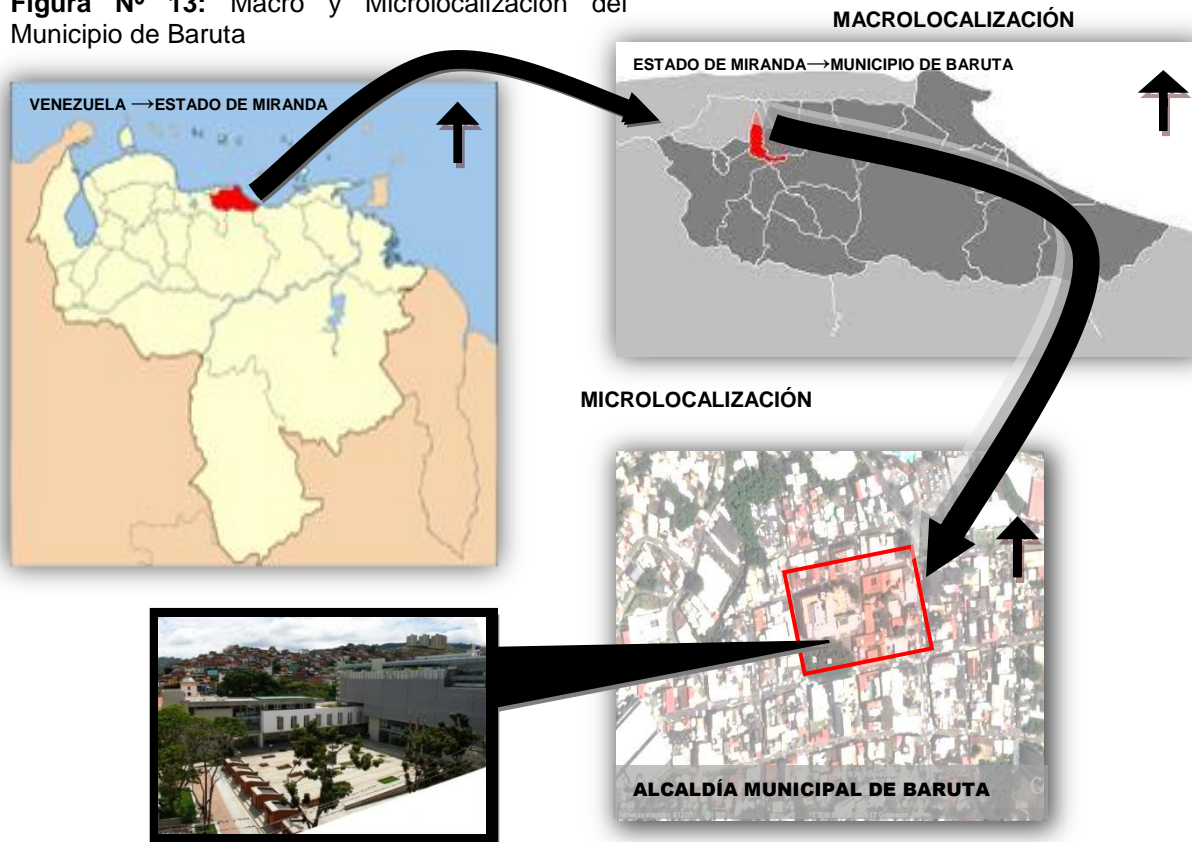 Figura Nº 13: Macro y Microlocalización del
Municipio de Baruta
MACROLOCALIZACIÓN
VENEZUELA →ESTADO DE MIRANDA
ESTADO DE MIRANDA→MUNICIPIO DE BARUTA
MICROLOCALIZACIÓN
ALCALDÍA MUNICIPAL DE BARUTA